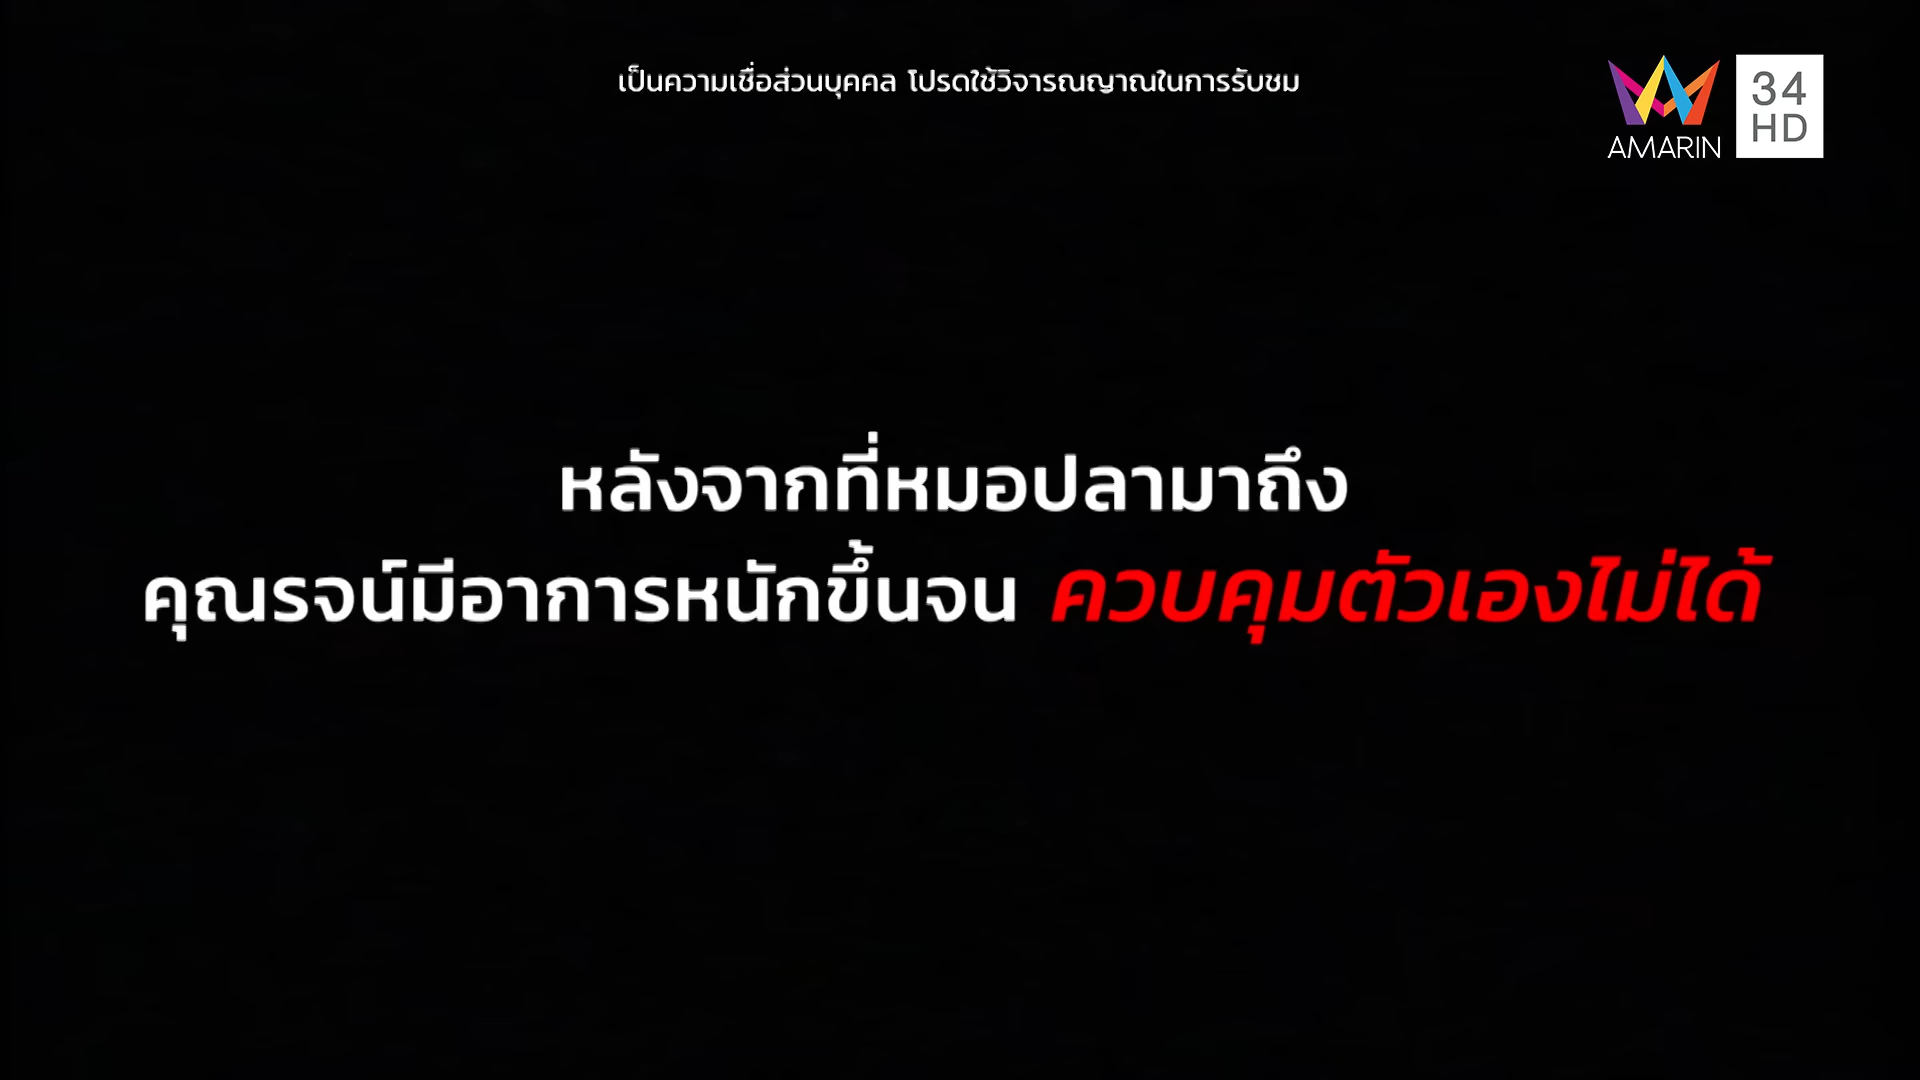 เป็นความเชื่อส่วนบุคคล โปรดใช้วิจารณญาณในการรับชม
AMARIN
34
HD
หลังจากที่หมอปลามาถึง
คุณรจน์มีอาการหนักขึ้นจน ควบคุมตัวเองไม่ได้